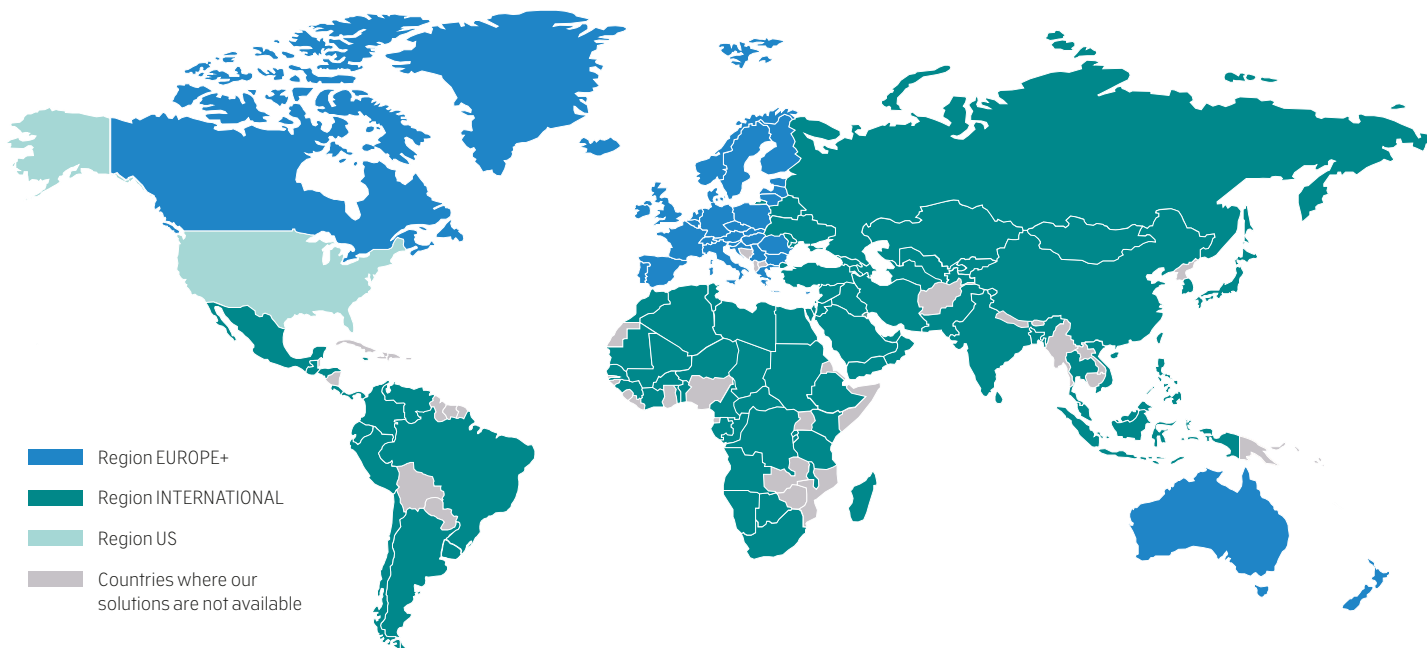 Region EUROPE+
Region INTERNATIONAL
Region US
Countries where our
solutions are not available